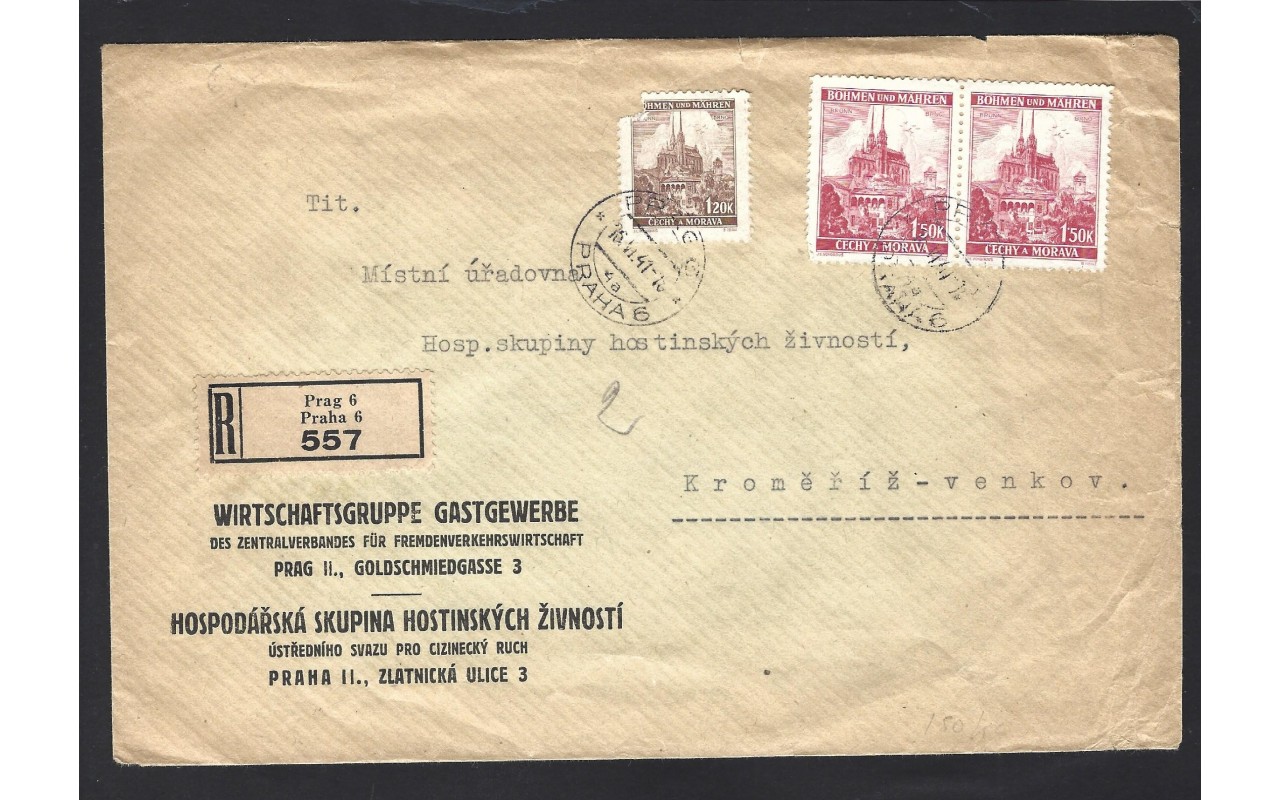 BÖHMEN UND MÄHREN
BÖHMEN UND MÄHREN
BÖHMEN UND MÄHREN
1.20K
1.50K
1.50K
ČECHY A MORAVA
ČECHY A MORAVA
ČECHY A MORAVA
PRAG 6
PRAHA 6
4a
Tit.
Místní úřadovna
Hosp.skupiny hostinských živností,
2
R
Prag 6
Praha 6
557
Kroměříž-venkov.
WIRTSCHAFTSGRUPPE GASTGEWERBE
DES ZENTRALVERBANDES FÜR FREMDENVERKEHRSWIRTSCHAFT
PRAG II., GOLDSCHMIEDGASSE 3
HOSPODÁŘSKÁ SKUPINA HOSTINSKÝCH ŽIVNOSTÍ
ÚSTŘEDNÍHO SVAZU PRO CIZINECKÝ RUCH
PRAHA II., ZLATNICKÁ ULICE 3